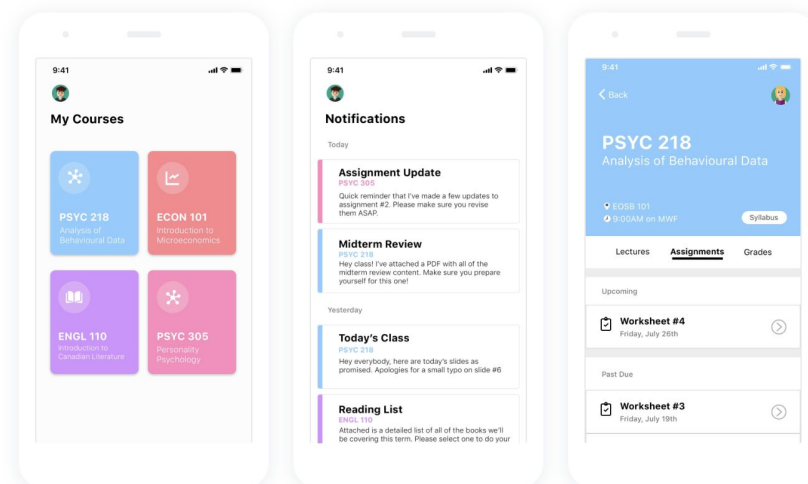 9:41
My Courses
PSYC 218
Analysis of
Behavioural Data
ECON 101
Introduction to
Microeconomics
ENGL 110
Introduction to
Canadian Literature
PSYC 305
Personality
Psychology
9:41
Notifications
Today
Assignment Update
PSYC 305
Quick reminder that I've made a few updates to
assignment #2. Please make sure you revise
them ASAP.
Midterm Review
PSYC 218
Hey class! I've attached a PDF with all of the
midterm review content. Make sure you prepare
yourself for this one!
Yesterday
Today's Class
PSYC 218
Hey everybody, here are today's slides as
promised. Apologies for a small typo on slide #6
Reading List
ENGL 110
Attached is a detailed list of all of the books we'll
be covering this term. Please select one to do your
9:41
Back
PSYC 218
Analysis of Behavioural Data
EOSB 101
9:00AM on MWF
Syllabus
Lectures Assignments Grades
Upcoming
Worksheet #4
Friday, July 26th
Past Due
Worksheet #3
Friday, July 19th